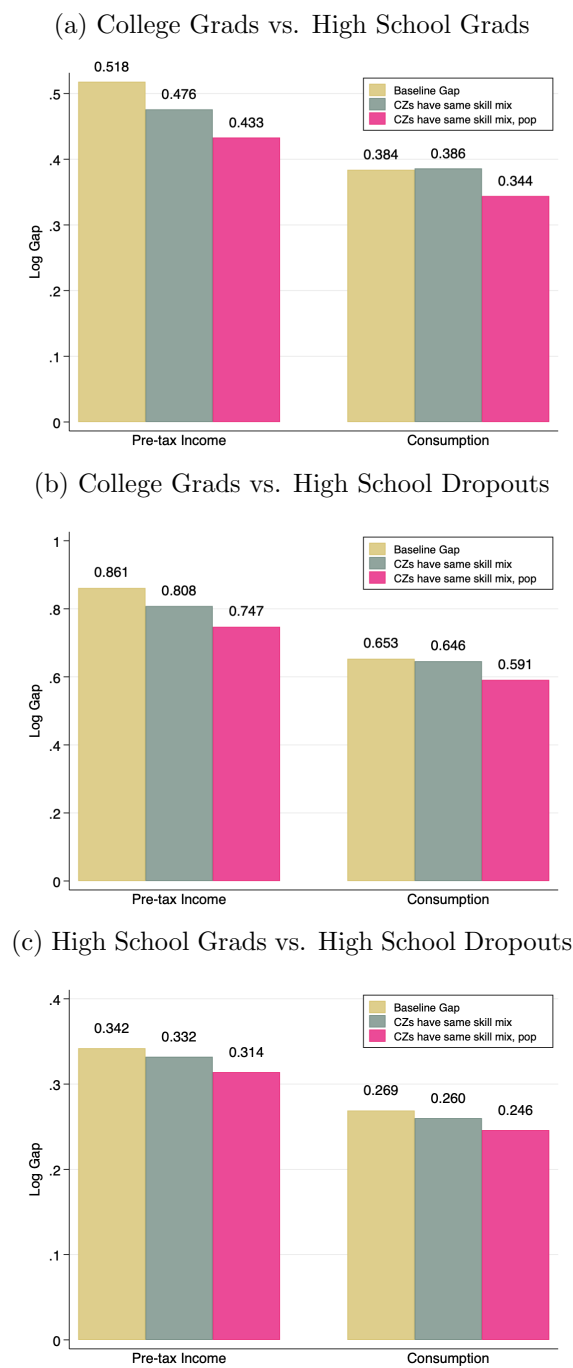 (a) College Grads vs. High School Grads
0.518
0.476
0.433
0.384
0.386
0.344
Baseline Gap
CZs have same skill mix
CZs have same skill mix, pop
Log Gap
.5
.4
.3
.2
.1
0
Pre-tax Income
Consumption
(b) College Grads vs. High School Dropouts
0.861
0.808
0.747
0.653
0.646
0.591
Baseline Gap
CZs have same skill mix
CZs have same skill mix, pop
Log Gap
1
.8
.6
.4
.2
0
Pre-tax Income
Consumption
(c) High School Grads vs. High School Dropouts
0.342
0.332
0.314
0.269
0.260
0.246
Baseline Gap
CZs have same skill mix
CZs have same skill mix, pop
Log Gap
.4
.3
.2
.1
0
Pre-tax Income
Consumption